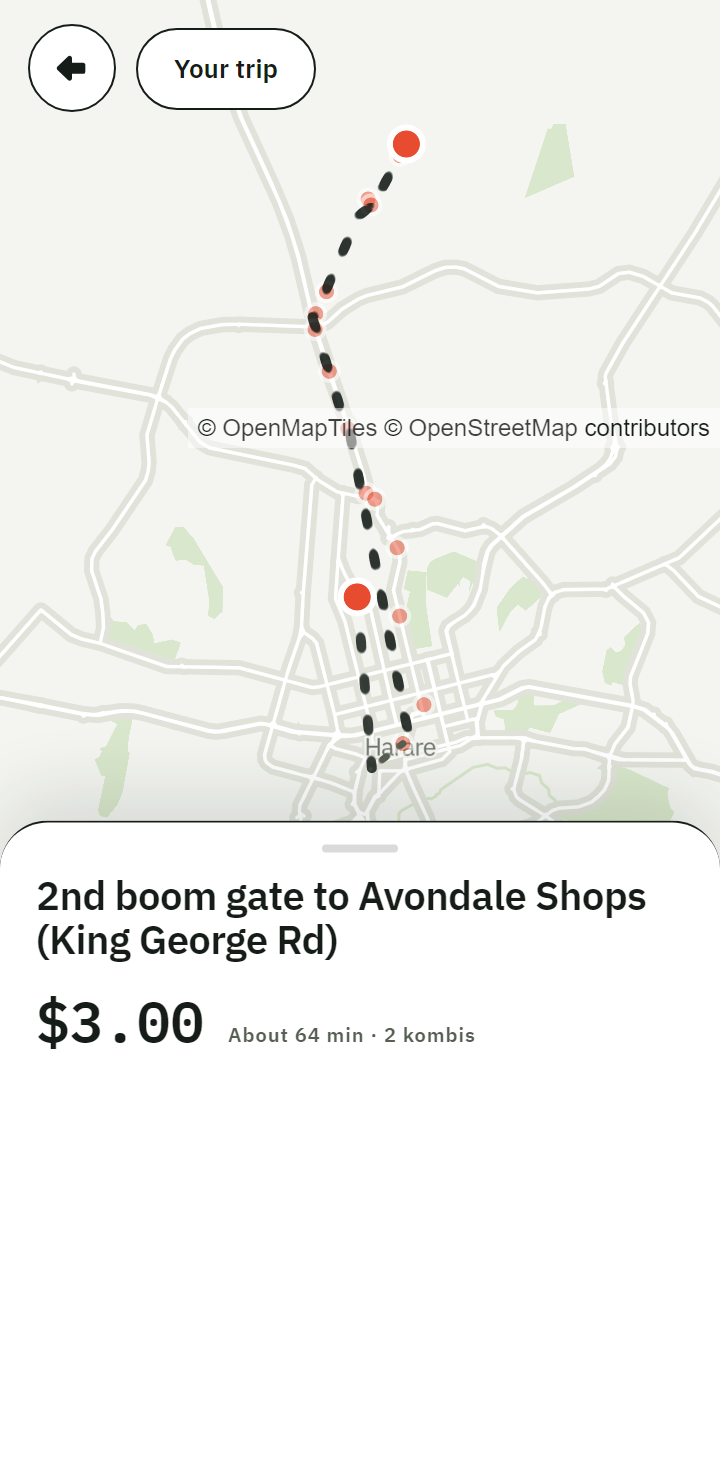 Your trip
© OpenMapTiles © OpenStreetMap contributors
Harare
2nd boom gate to Avondale Shops
(King George Rd)
$3.00 About 64 min · 2 kombis